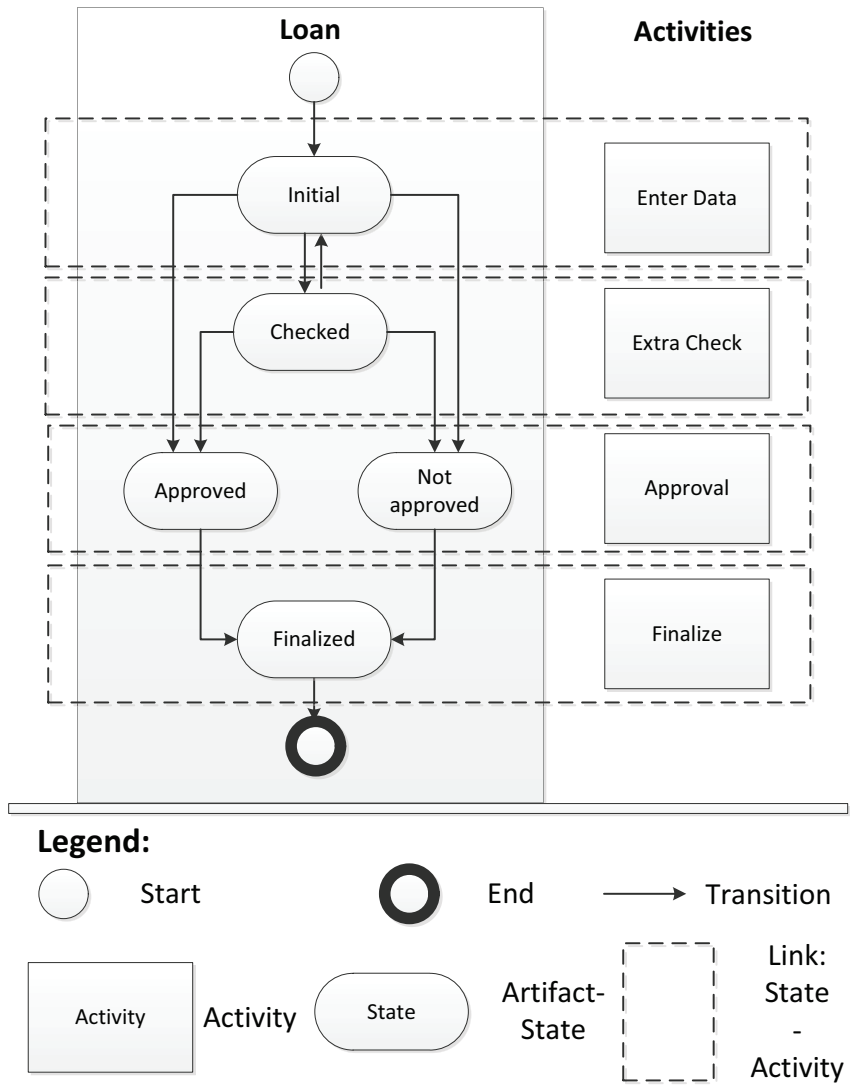 Loan
Activities
Initial
Enter Data
Checked
Extra Check
Approved
Not
approved
Approval
Finalized
Finalize
Legend:
Start
End
Transition
Activity
Activity
State
Artifact-
State
Link:
State
-
Activity